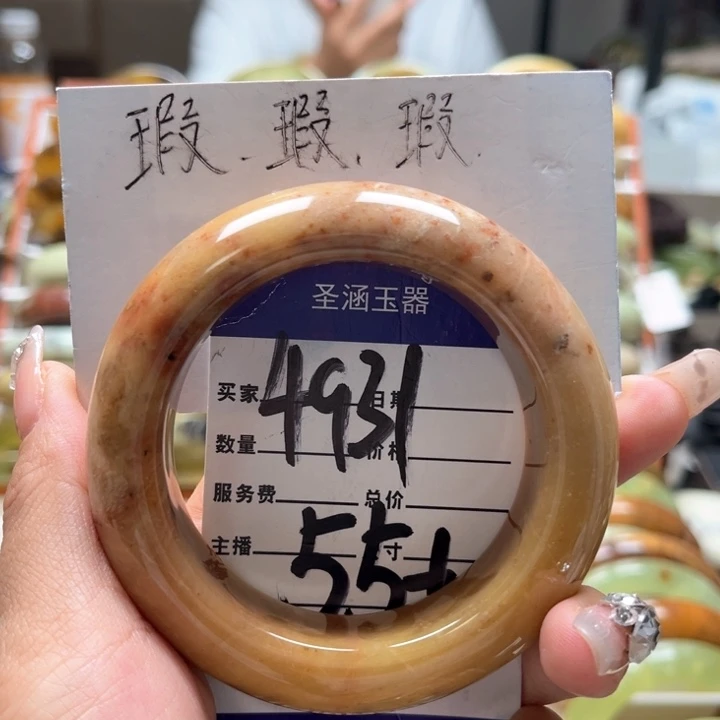 瑕.瑕.瑕.
圣涵玉器
4931
买家 日期
数量 价格
服务费 总价
主播 寸
55+